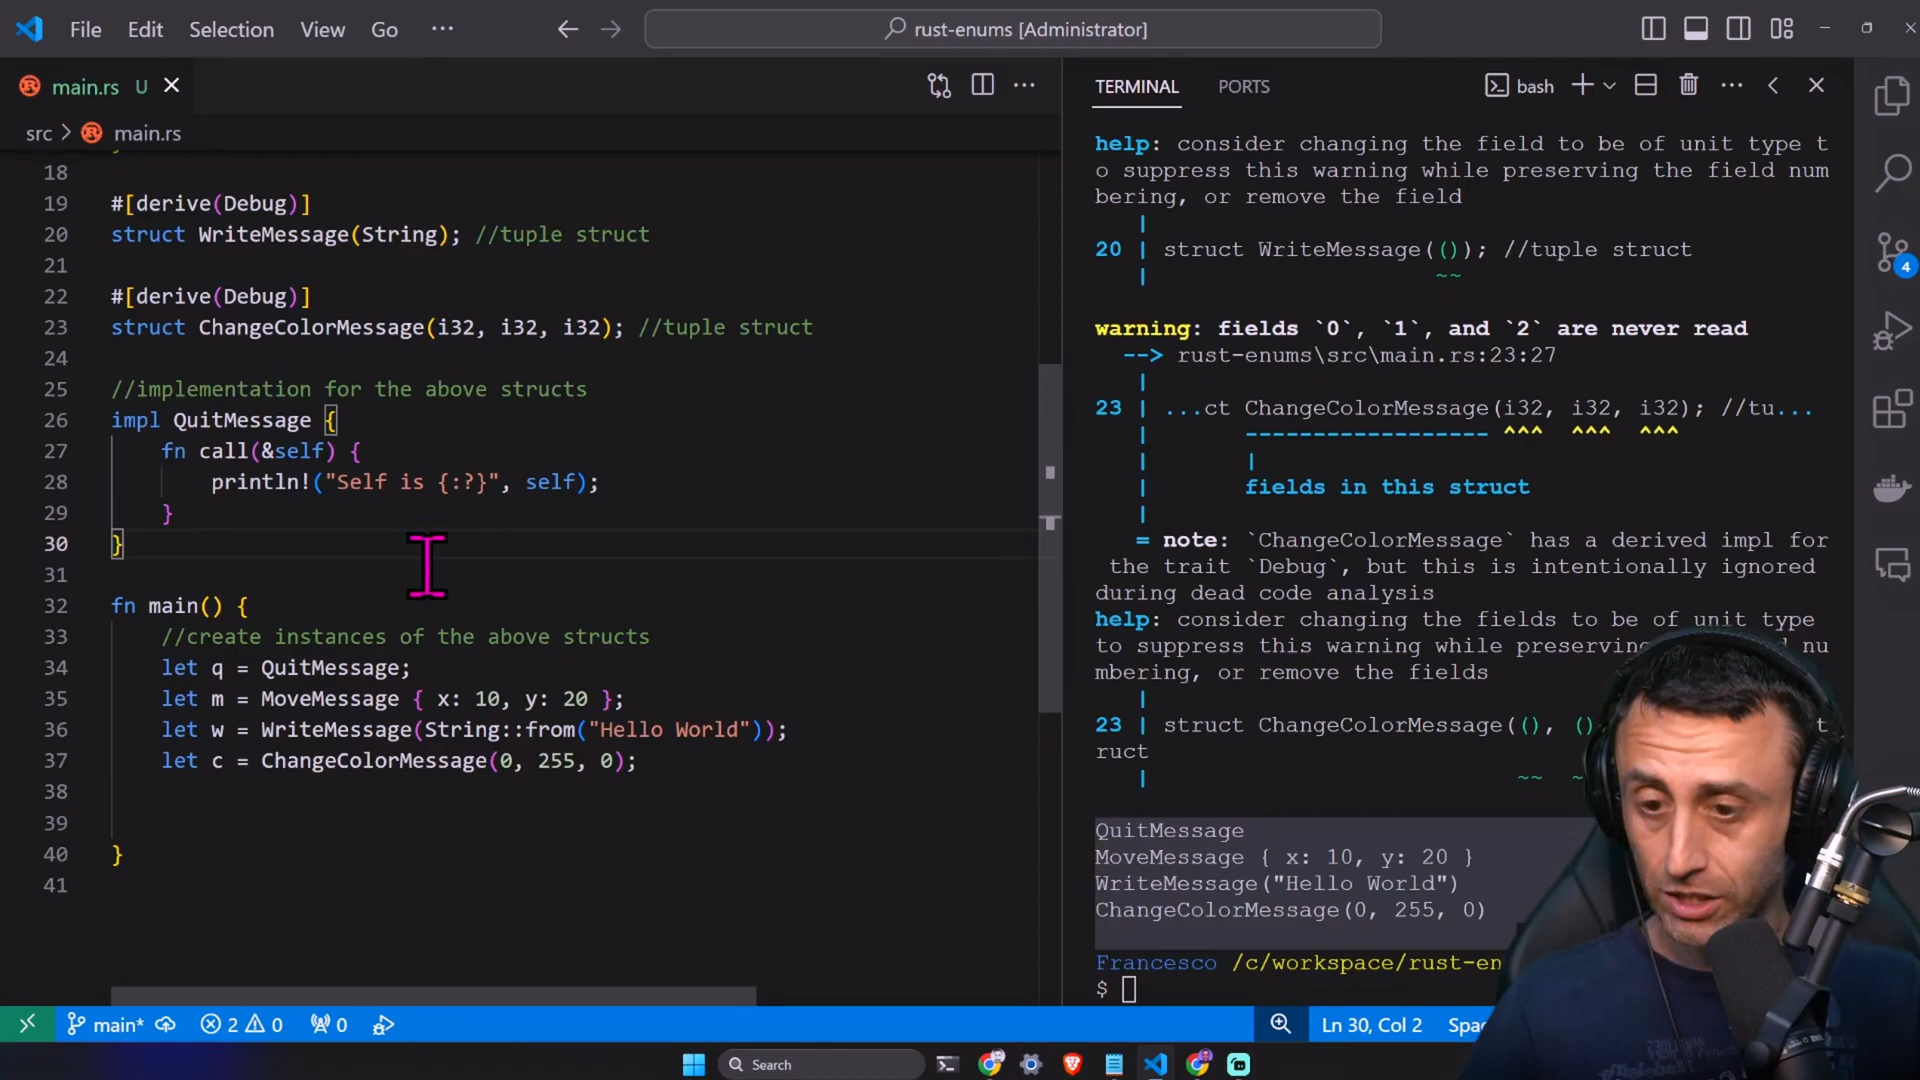 File Edit Selection View Go ...
rust-enums [Administrator]
main.rs U
src > main.rs
18
19 #[derive(Debug)]
20 struct WriteMessage(String); //tuple struct
21
22 #[derive(Debug)]
23 struct ChangeColorMessage(i32, i32, i32); //tuple struct
24
25 //implementation for the above structs
26 impl QuitMessage {
27 fn call(&self) {
28 println!("Self is {:?}", self);
29 }
30 }
31
32 fn main() {
33 //create instances of the above structs
34 let q = QuitMessage;
35 let m = MoveMessage { x: 10, y: 20 };
36 let w = WriteMessage(String::from("Hello World"));
37 let c = ChangeColorMessage(0, 255, 0);
38
39
40 }
41
TERMINAL PORTS
bash
help: consider changing the field to be of unit type t
o suppress this warning while preserving the field num
bering, or remove the field
|
20 | struct WriteMessage(()); //tuple struct
| ~~
warning: fields `0`, `1`, and `2` are never read
--> rust-enums\src\main.rs:23:27
|
23 | ...ct ChangeColorMessage(i32, i32, i32); //tu...
| ------------------ ^^^ ^^^ ^^^
| |
| fields in this struct
|
= note: `ChangeColorMessage` has a derived impl for
the trait `Debug`, but this is intentionally ignored
during dead code analysis
help: consider changing the fields to be of unit type
to suppress this warning while preserving nu
mbering, or remove the fields
|
23 | struct ChangeColorMessage((), () t
ruct
| ~~ ~
QuitMessage
MoveMessage { x: 10, y: 20 }
WriteMessage("Hello World")
ChangeColorMessage(0, 255, 0)
Francesco /c/workspace/rust-en
$
4
main* 2 0 0
Ln 30, Col 2 Spac
Search